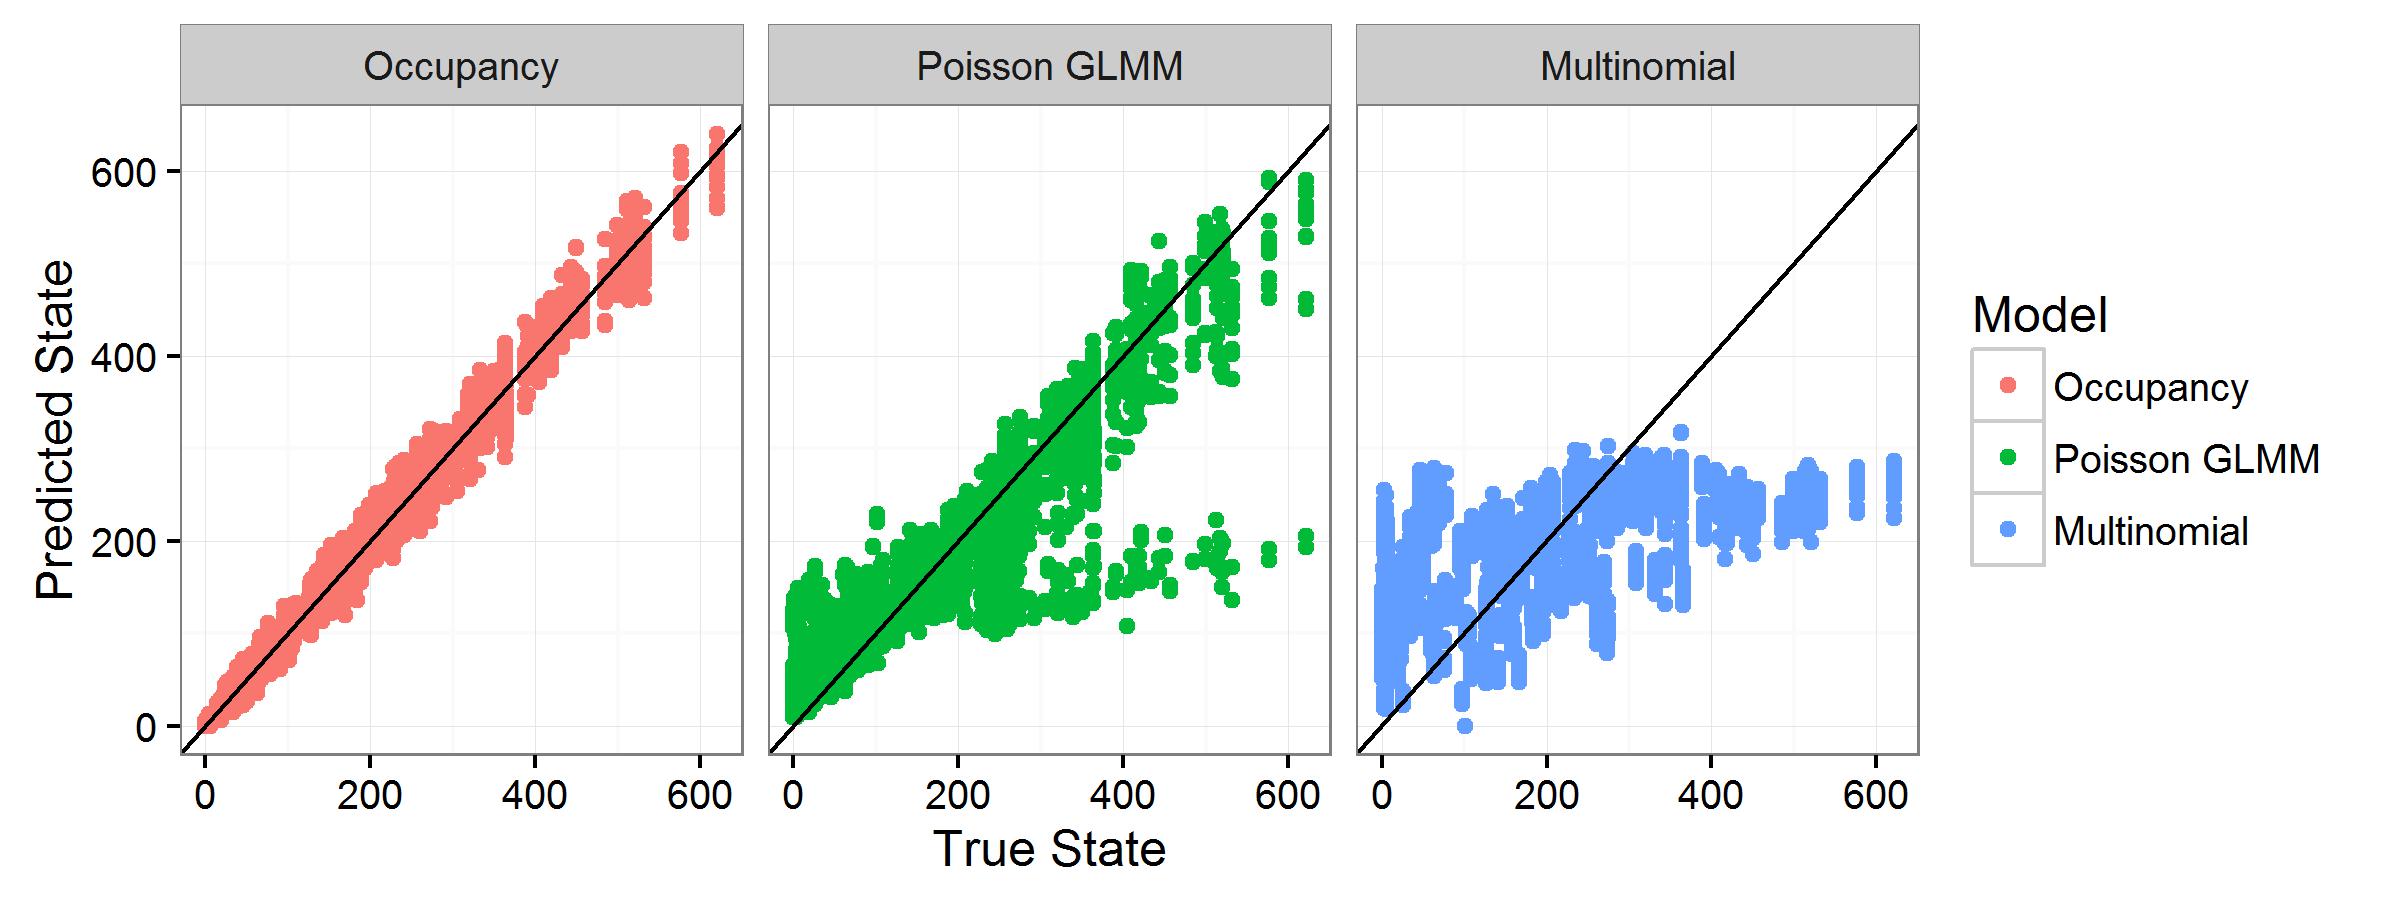 Occupancy Poisson GLMM Multinomial
600
400
200
0
Predicted State
0 200 400 600 0 200 400 600 0 200 400 600
True State
Model
Occupancy
Poisson GLMM
Multinomial